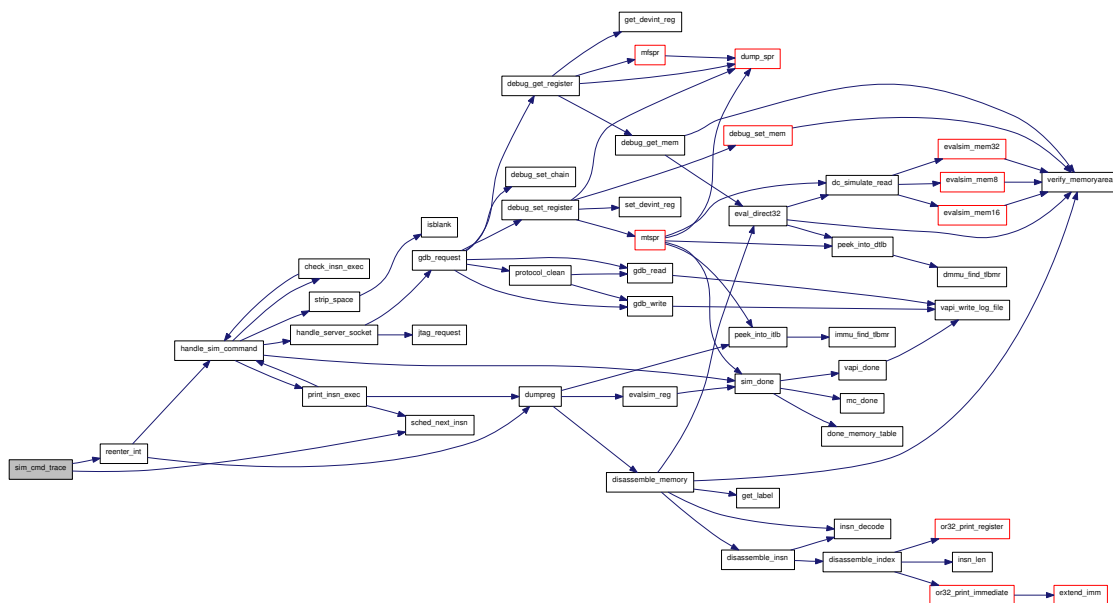 get_devint_reg
mfspr
dump_spr
debug_get_register
debug_set_mem
debug_get_mem
evalsim_mem32
debug_set_chain
dc_simulate_read
evalsim_mem8
verify_memoryarea
debug_set_register
set_devint_reg
eval_direct32
evalsim_mem16
isblank
mtspr
peek_into_dtlb
gdb_request
check_insn_exec
protocol_clean
gdb_read
dmmu_find_tlbmr
strip_space
gdb_write
vapi_write_log_file
handle_server_socket
jtag_request
peek_into_itlb
immu_find_tlbmr
handle_sim_command
vapi_done
sim_done
print_insn_exec
dumpreg
evalsim_reg
mc_done
sched_next_insn
done_memory_table
reenter_int
sim_cmd_trace
disassemble_memory
get_label
insn_decode
or32_print_register
disassemble_insn
disassemble_index
insn_len
or32_print_immediate
extend_imm